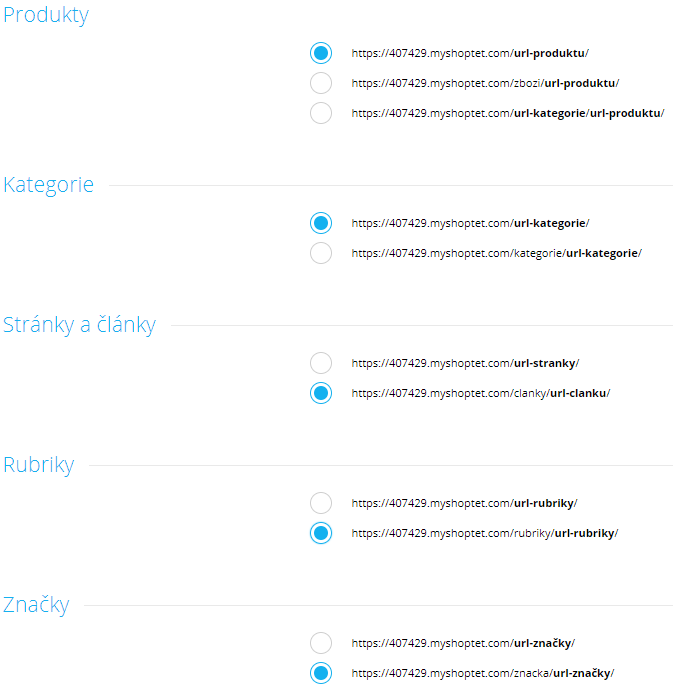 Produkty
https://407429.myshoptet.com/url-produktu/
https://407429.myshoptet.com/zbozi/url-produktu/
https://407429.myshoptet.com/url-kategorie/url-produktu/
Kategorie
https://407429.myshoptet.com/url-kategorie/
https://407429.myshoptet.com/kategorie/url-kategorie/
Stránky a články
https://407429.myshoptet.com/url-stranky/
https://407429.myshoptet.com/clanky/url-clanku/
Rubriky
https://407429.myshoptet.com/url-rubriky/
https://407429.myshoptet.com/rubriky/url-rubriky/
Značky
https://407429.myshoptet.com/url-značky/
https://407429.myshoptet.com/znacka/url-značky/